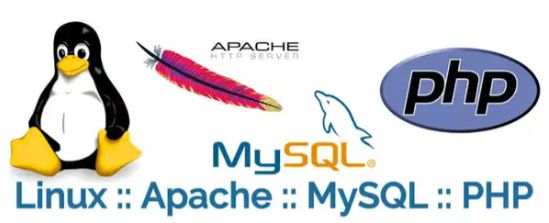 APACHE
HTTP SERVER
php
MySQL®
Linux :: Apache :: MySQL :: PHP